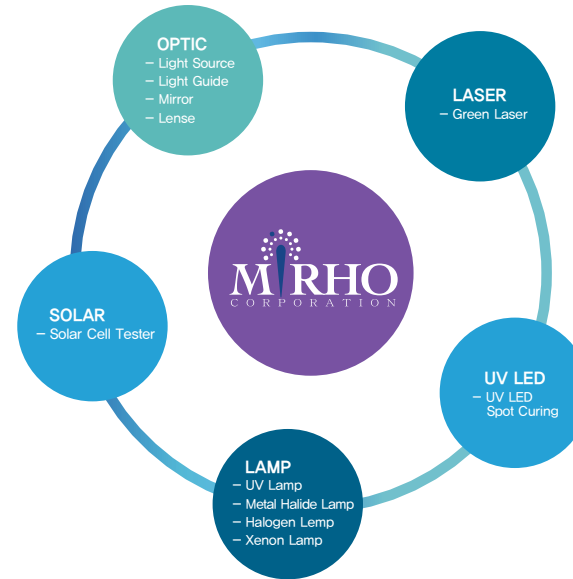 OPTIC
– Light Source
– Light Guide
– Mirror
– Lense
LASER
– Green Laser
MIRHO
CORPORATION
SOLAR
– Solar Cell Tester
UV LED
– UV LED
Spot Curing
LAMP
– UV Lamp
– Metal Halide Lamp
– Halogen Lemp
– Xenon Lamp